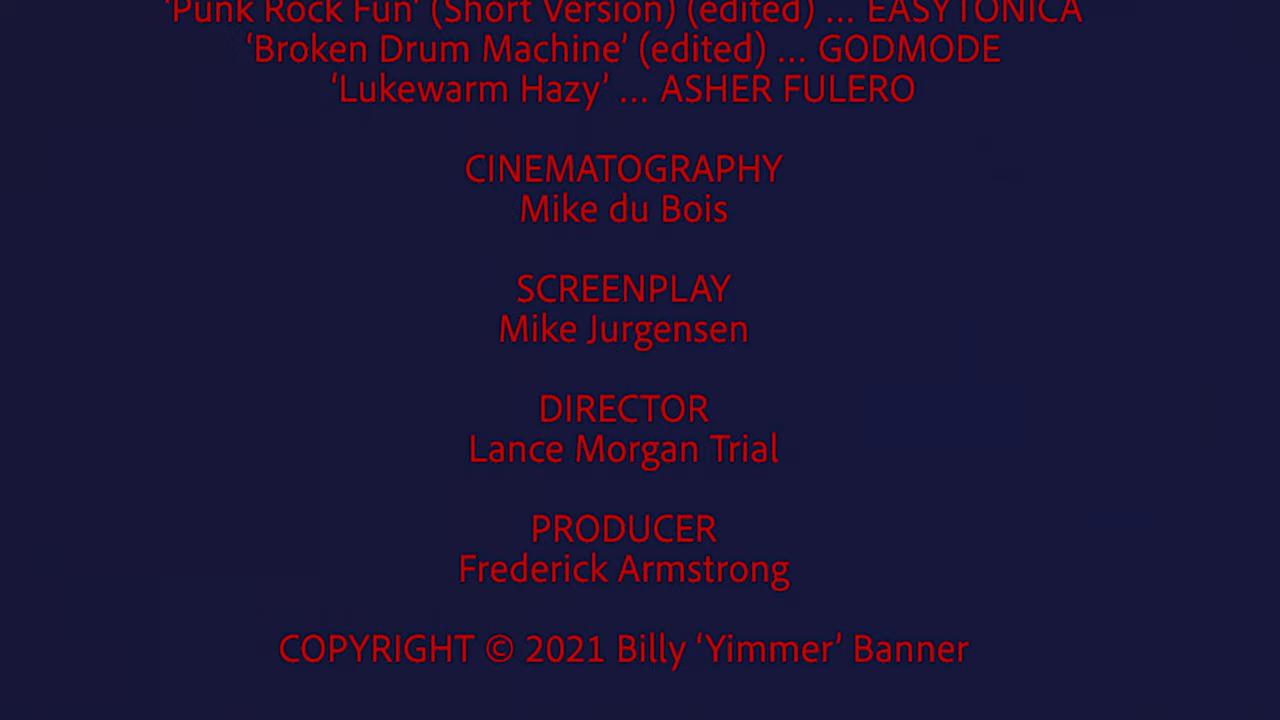 ‘Punk Rock Fun’ (Short Version) (edited) ... EASYTONICA
‘Broken Drum Machine’ (edited) ... GODMODE
‘Lukewarm Hazy’ ... ASHER FULERO
CINEMATOGRAPHY
Mike du Bois
SCREENPLAY
Mike Jurgensen
DIRECTOR
Lance Morgan Trial
PRODUCER
Frederick Armstrong
COPYRIGHT © 2021 Billy ‘Yimmer’ Banner